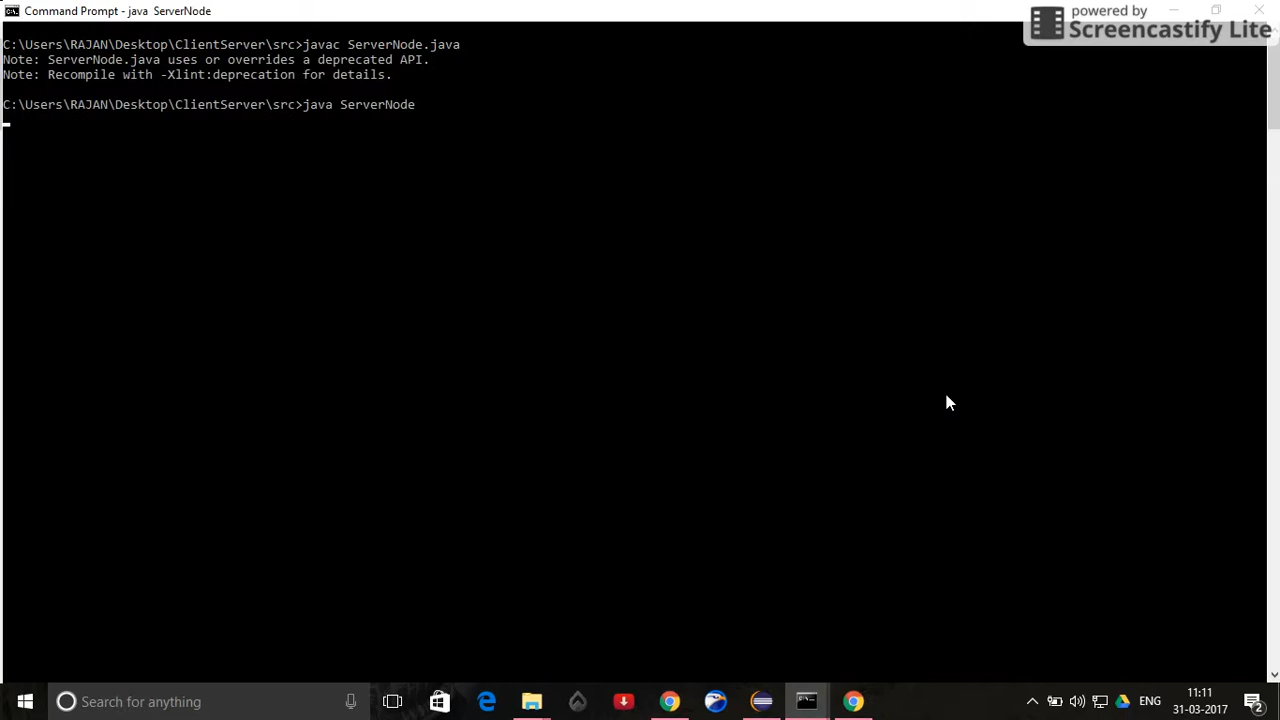 Command Prompt - java  ServerNode
powered by
Screencastify Lite
C:\Users\RAJAN\Desktop\ClientServer\src>javac ServerNode.java
Note: ServerNode.java uses or overrides a deprecated API.
Note: Recompile with -Xlint:deprecation for details.
C:\Users\RAJAN\Desktop\ClientServer\src>java ServerNode
Search for anything
ENG
11:11
31-03-2017
2